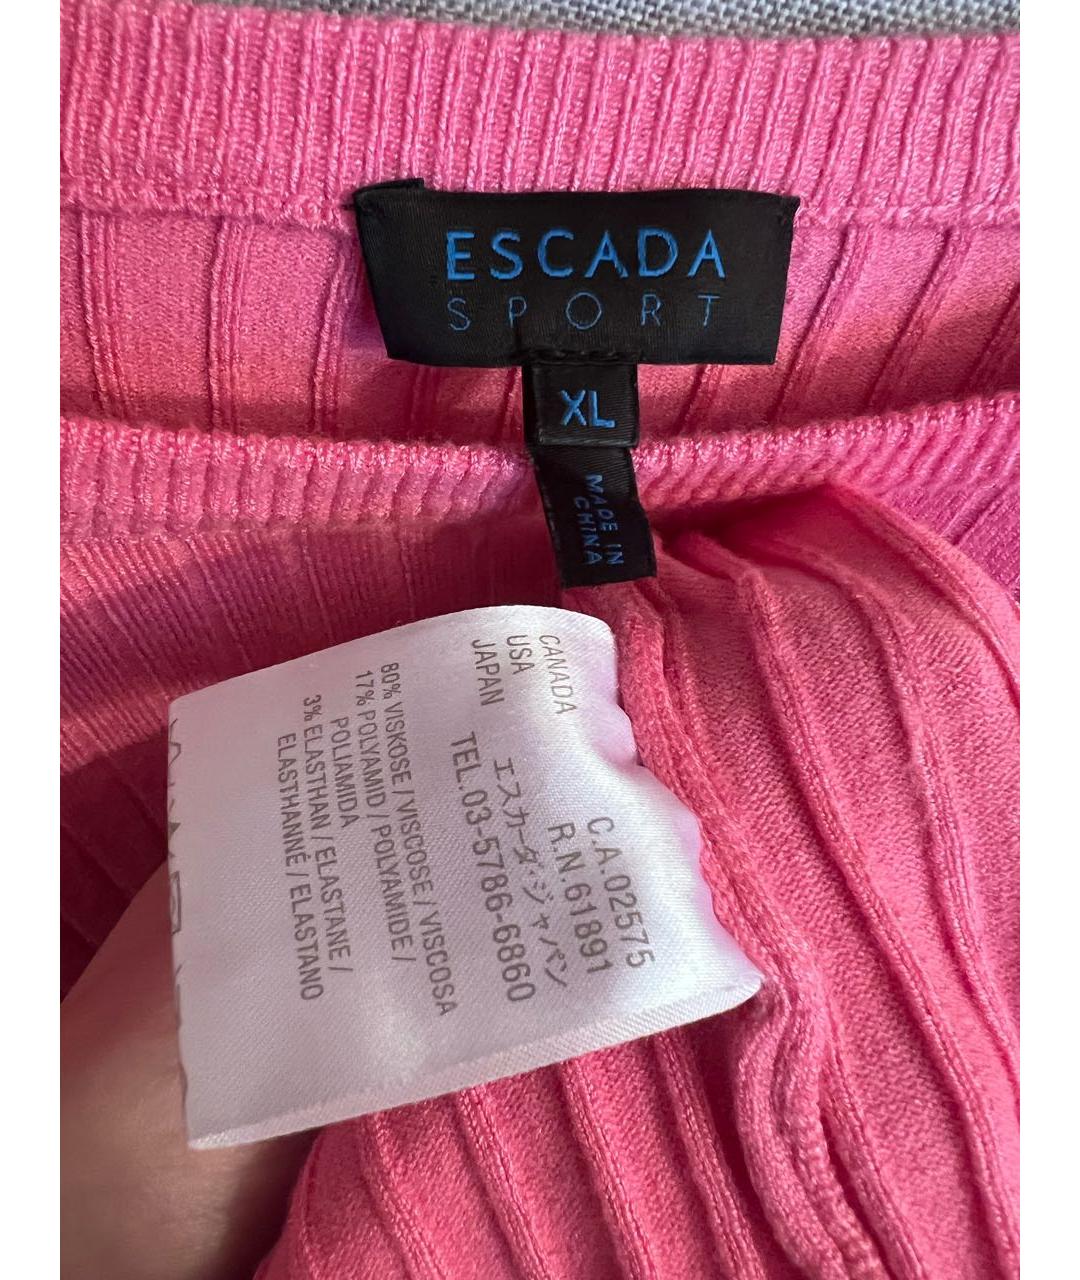 ESCADA
SPORT
XL
MADE IN
CHINA
CANADA C.A.02575
USA R.N.61891
JAPAN エスカーダ・ジャパン
TEL.03-5786-6860
80% VISKOSE / VISCOSE / VISCOSA
17% POLYAMID / POLYAMIDE /
POLIAMIDA
3% ELASTHAN / ELASTANE /
ELASTHANNE / ELASTANO